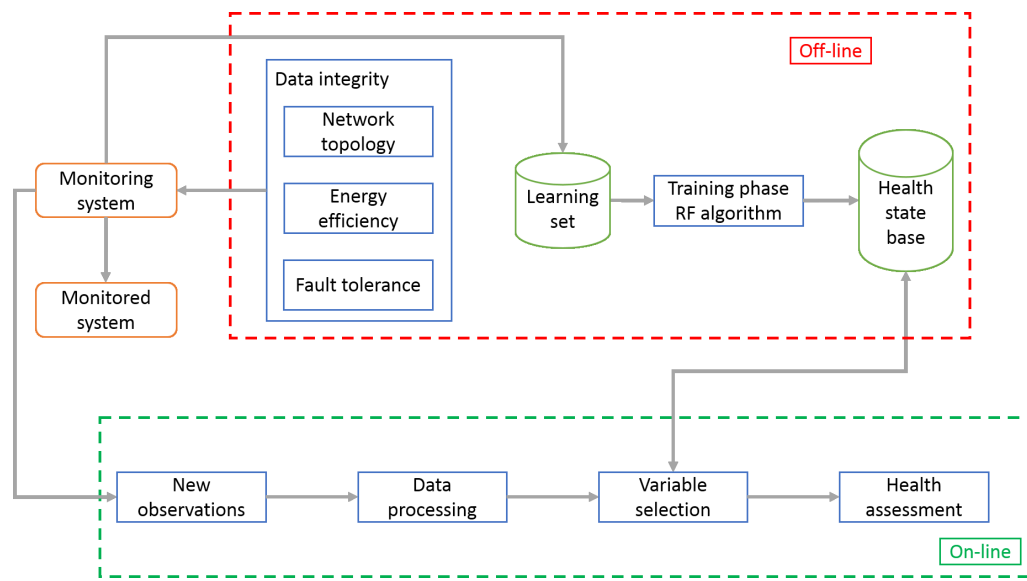 Off-line
Data integrity
Network
topology
Energy
efficiency
Fault tolerance
Monitoring
system
Monitored
system
Learning
set
Training phase
RF algorithm
Health
state
base
New
observations
Data
processing
Variable
selection
Health
assessment
On-line